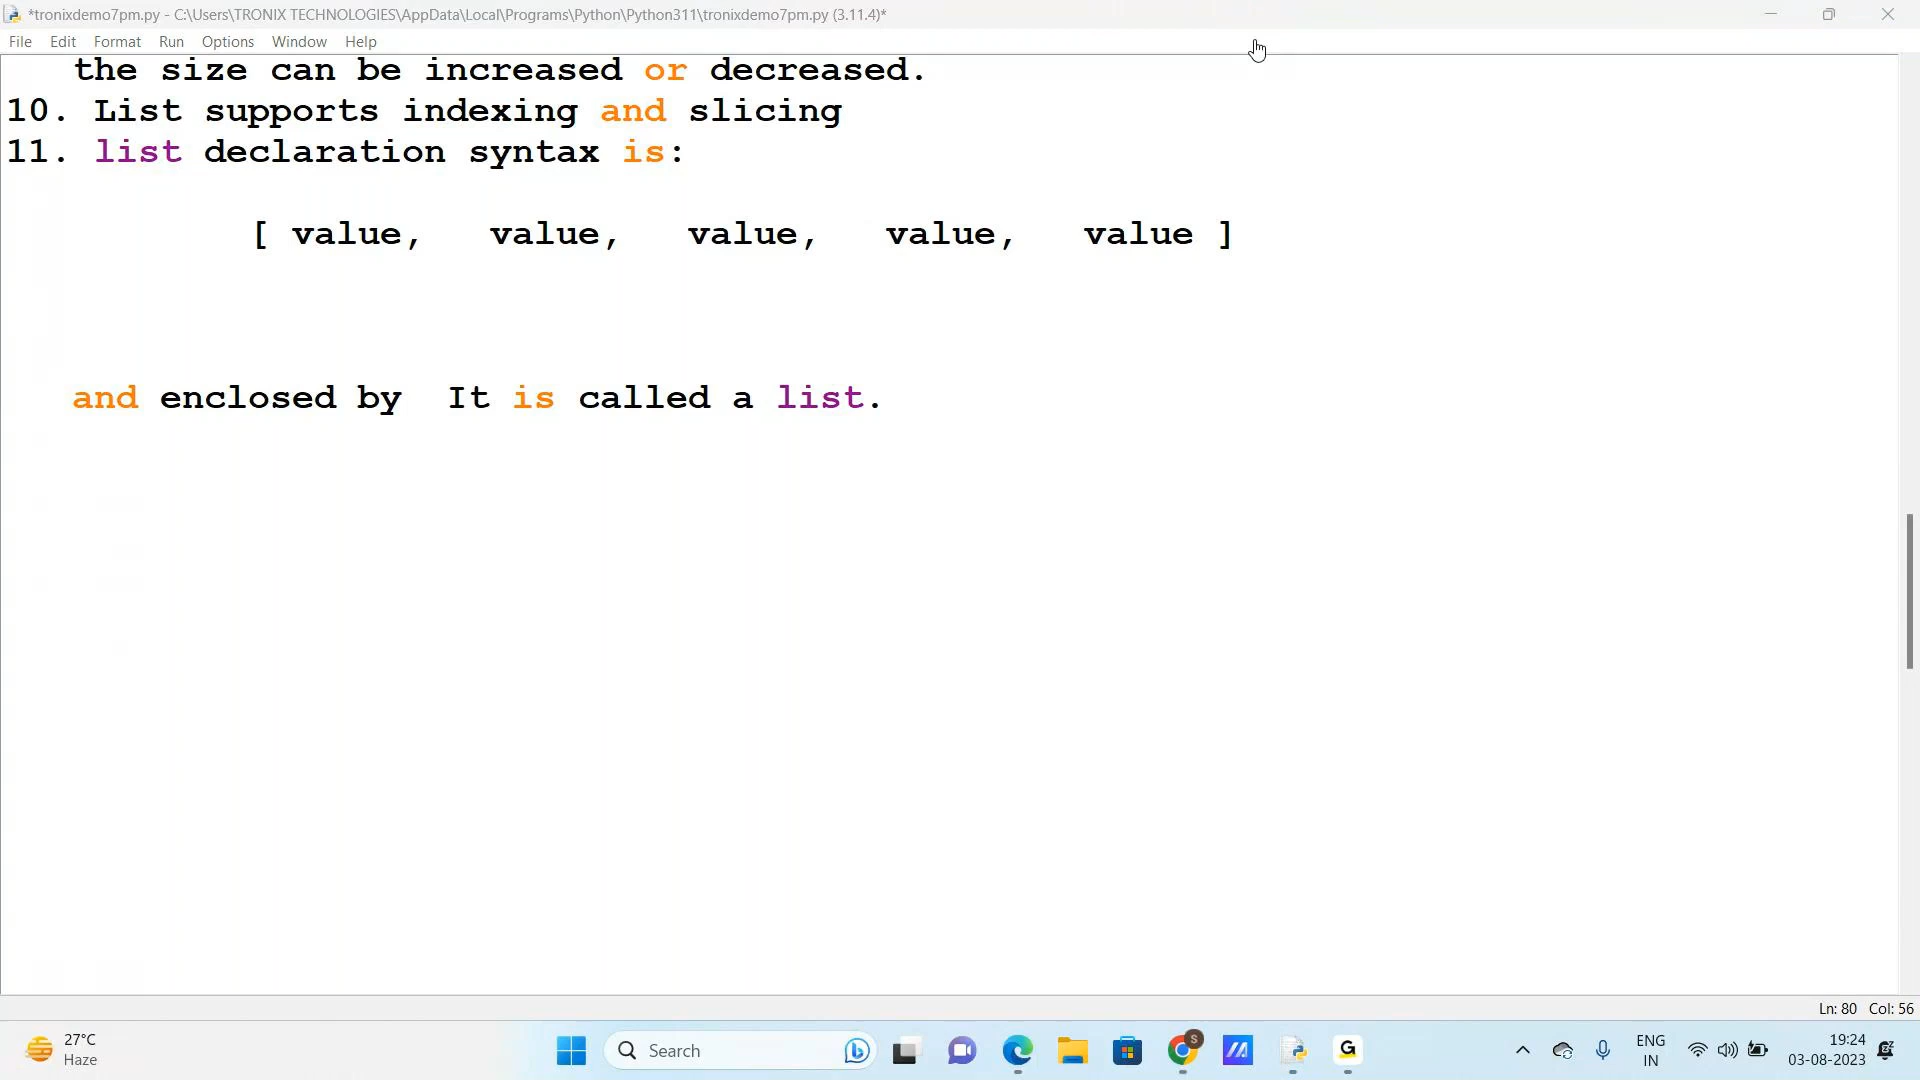 *tronixdemo7pm.py - C:\Users\TRONIX TECHNOLOGIES\AppData\Local\Programs\Python\Python311\tronixdemo7pm.py (3.11.4)*
File Edit Format Run Options Window Help
the size can be increased or decreased.
10. List supports indexing and slicing
11. list declaration syntax is:
[ value, value, value, value, value ]
and enclosed by It is called a list.
Ln: 80 Col: 56
27°C
Haze
Search
S
G
ENG
IN
19:24
03-08-2023